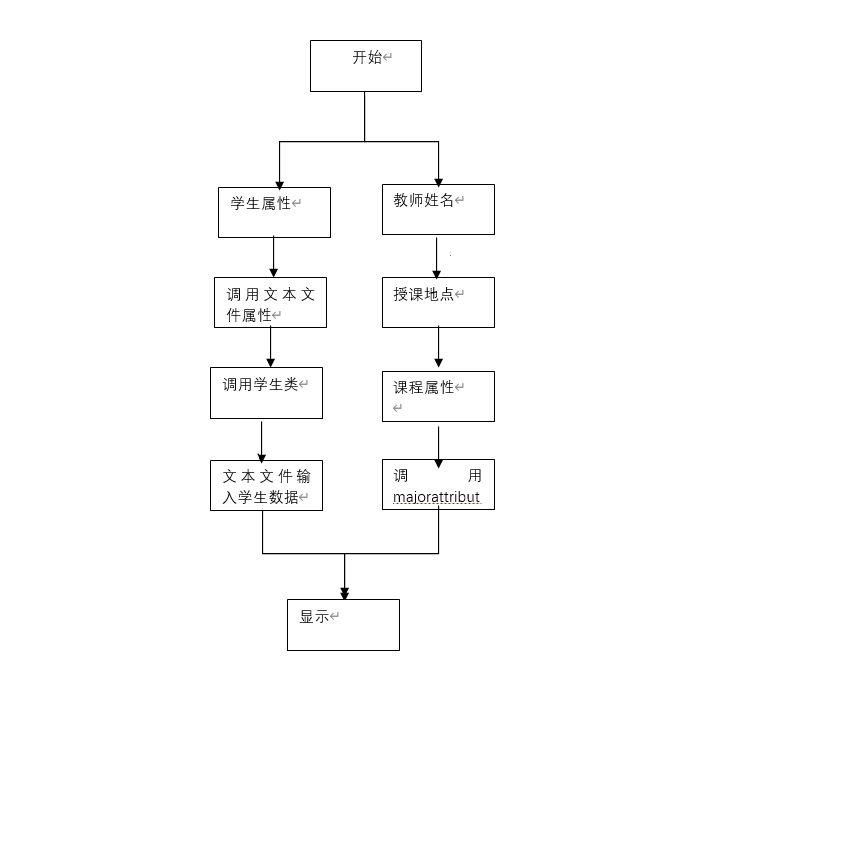 开始
学生属性
教师姓名
调用文本文
件属性
授课地点
调用学生类
课程属性
文本文件输
入学生数据
调用
majorattribut
显示